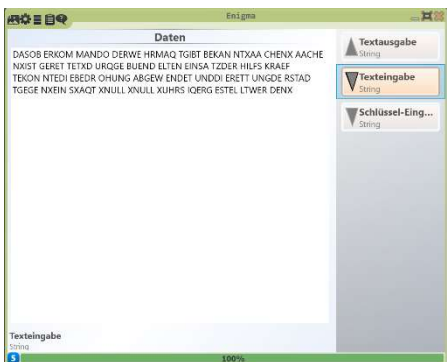 Enigma
Daten
DASOB ERKOM MANDO DERWE HRMAQ TGIBT BEKAN NTXAA CHENX AACHE
NXIST GERET TETXD URQGE BUEND ELTEN EINSA TZDER HILFS KRAEF
TEKON NTEDI EBEDR OHUNG ABGEW ENDET UNDDI ERETT UNGDE RSTAD
TGEGE NXEIN SXAQT XNULL XNULL XUHRS IQERG ESTEL LTWER DENX
Textausgabe
String
Texteingabe
String
Schlüssel-Eing...
String
Texteingabe
String
S
100%